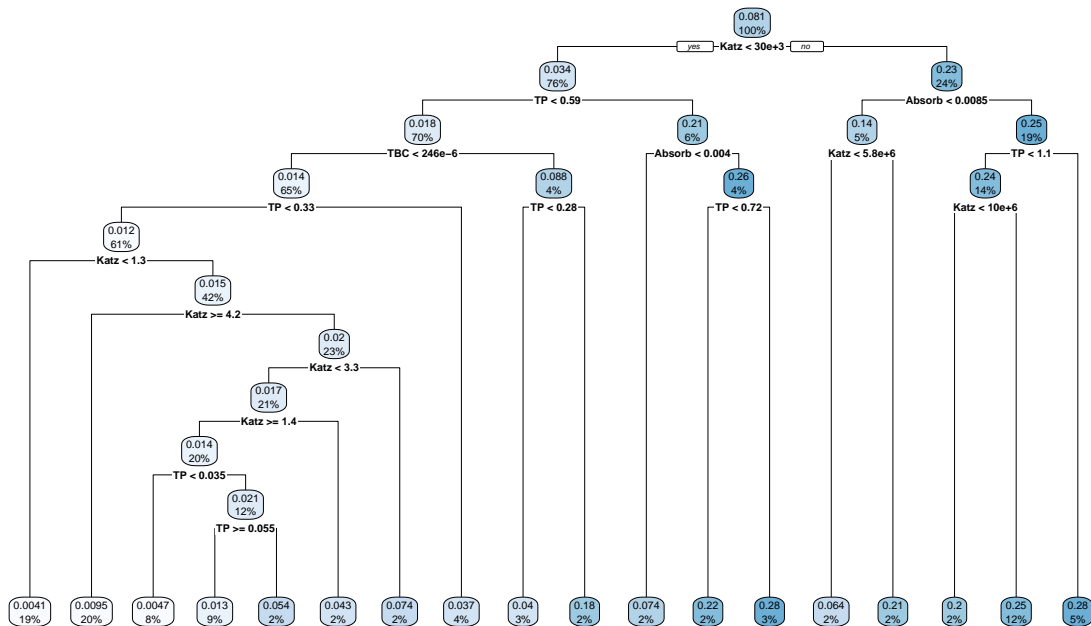 0.081
100%
yes Katz < 30e+3 no
0.034
76%
0.23
24%
TP < 0.59
Absorb < 0.0085
0.018
70%
0.21
6%
0.14
5%
0.25
19%
TBC < 246e−6
Absorb < 0.004
Katz < 5.8e+6
TP < 1.1
0.014
65%
0.088
4%
0.26
4%
0.24
14%
TP < 0.33
TP < 0.28
TP < 0.72
Katz < 10e+6
0.012
61%
Katz < 1.3
0.015
42%
Katz >= 4.2
0.02
23%
Katz < 3.3
0.017
21%
Katz >= 1.4
0.014
20%
TP < 0.035
0.021
12%
TP >= 0.055
0.0041 0.0095 0.0047 0.013 0.054 0.043 0.074 0.037 0.04 0.18 0.074 0.22 0.28 0.064 0.21 0.2 0.25 0.28
19% 20% 8% 9% 2% 2% 2% 4% 3% 2% 2% 2% 3% 2% 2% 2% 12% 5%